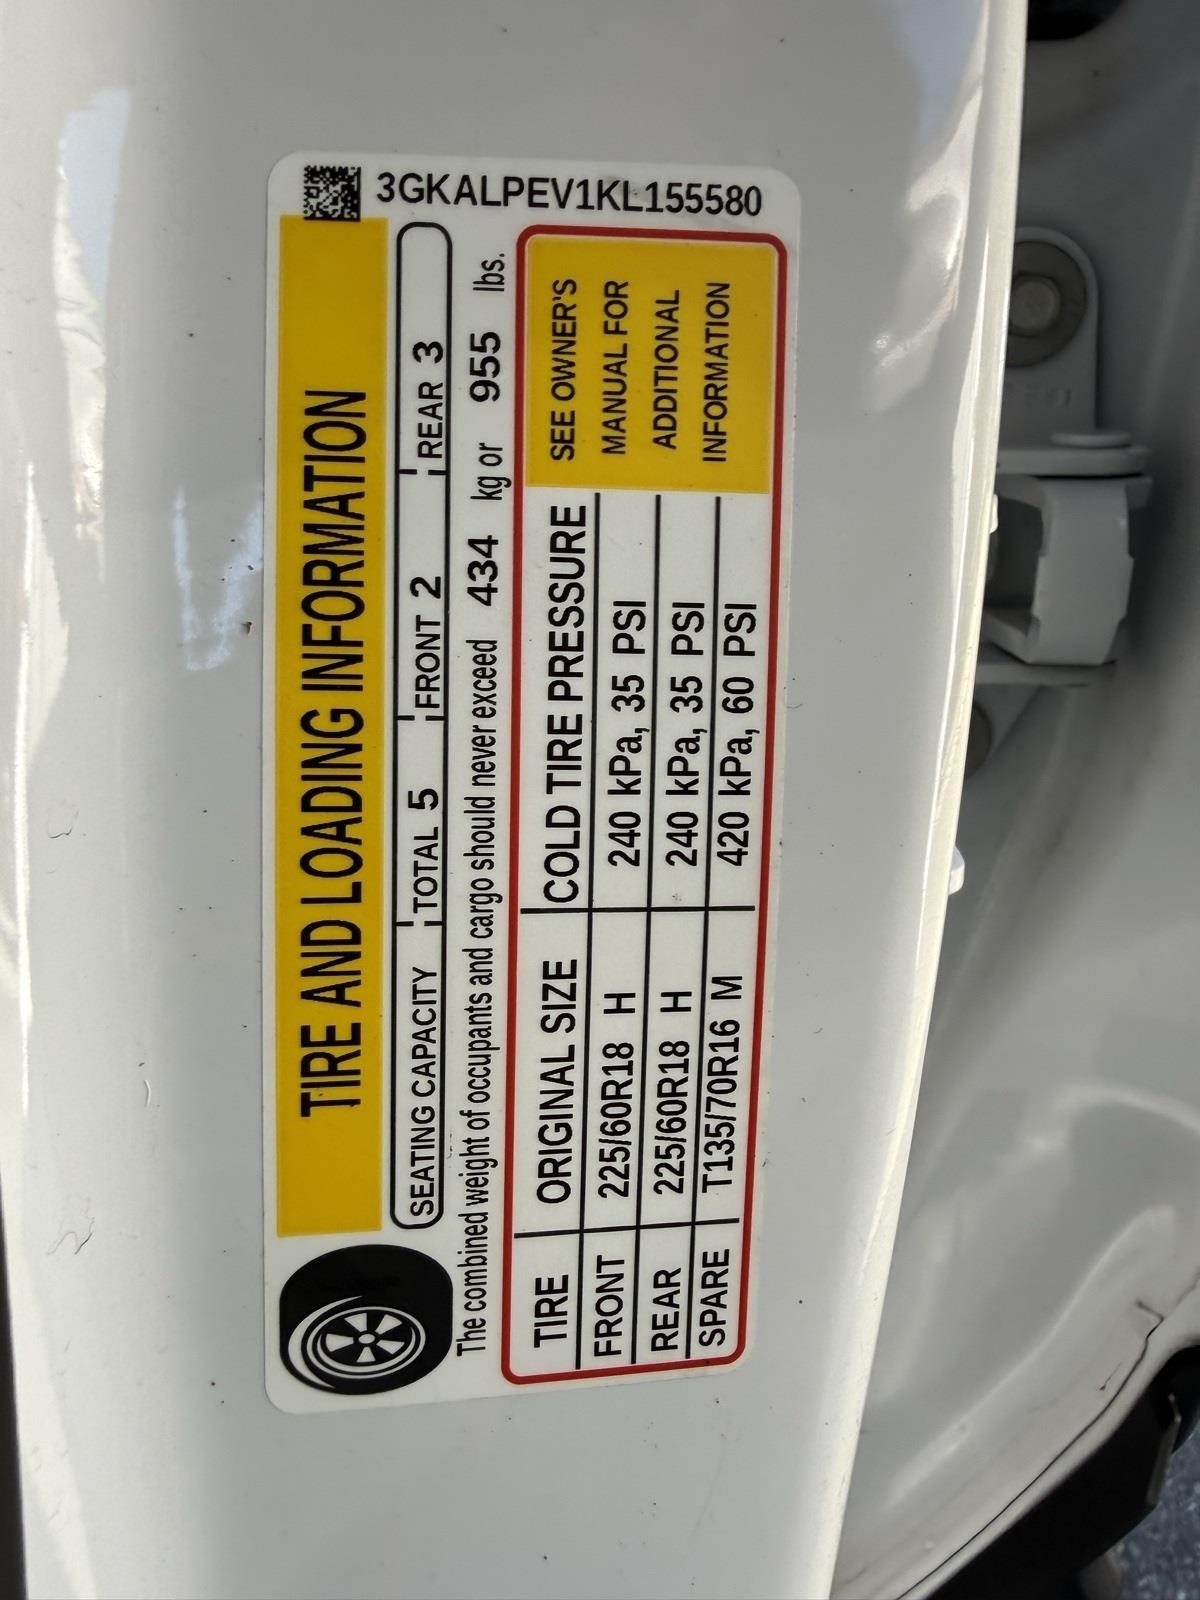 3GKALPEV1KL155580
TIRE AND LOADING INFORMATION
SEATING CAPACITY TOTAL 5 FRONT 2 REAR 3
The combined weight of occupants and cargo should never exceed 434 kg or 955 lbs.
TIRE ORIGINAL SIZE COLD TIRE PRESSURE
FRONT 225/60R18 H 240 kPa, 35 PSI
REAR 225/60R18 H 240 kPa, 35 PSI
SPARE T135/70R16 M 420 kPa, 60 PSI
SEE OWNER'S
MANUAL FOR
ADDITIONAL
INFORMATION